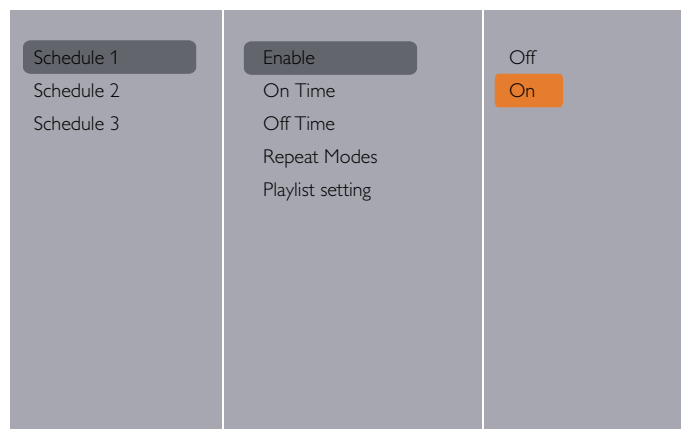 Schedule 1
Schedule 2
Schedule 3
Enable
On Time
Off Time
Repeat Modes
Playlist setting
Off
On